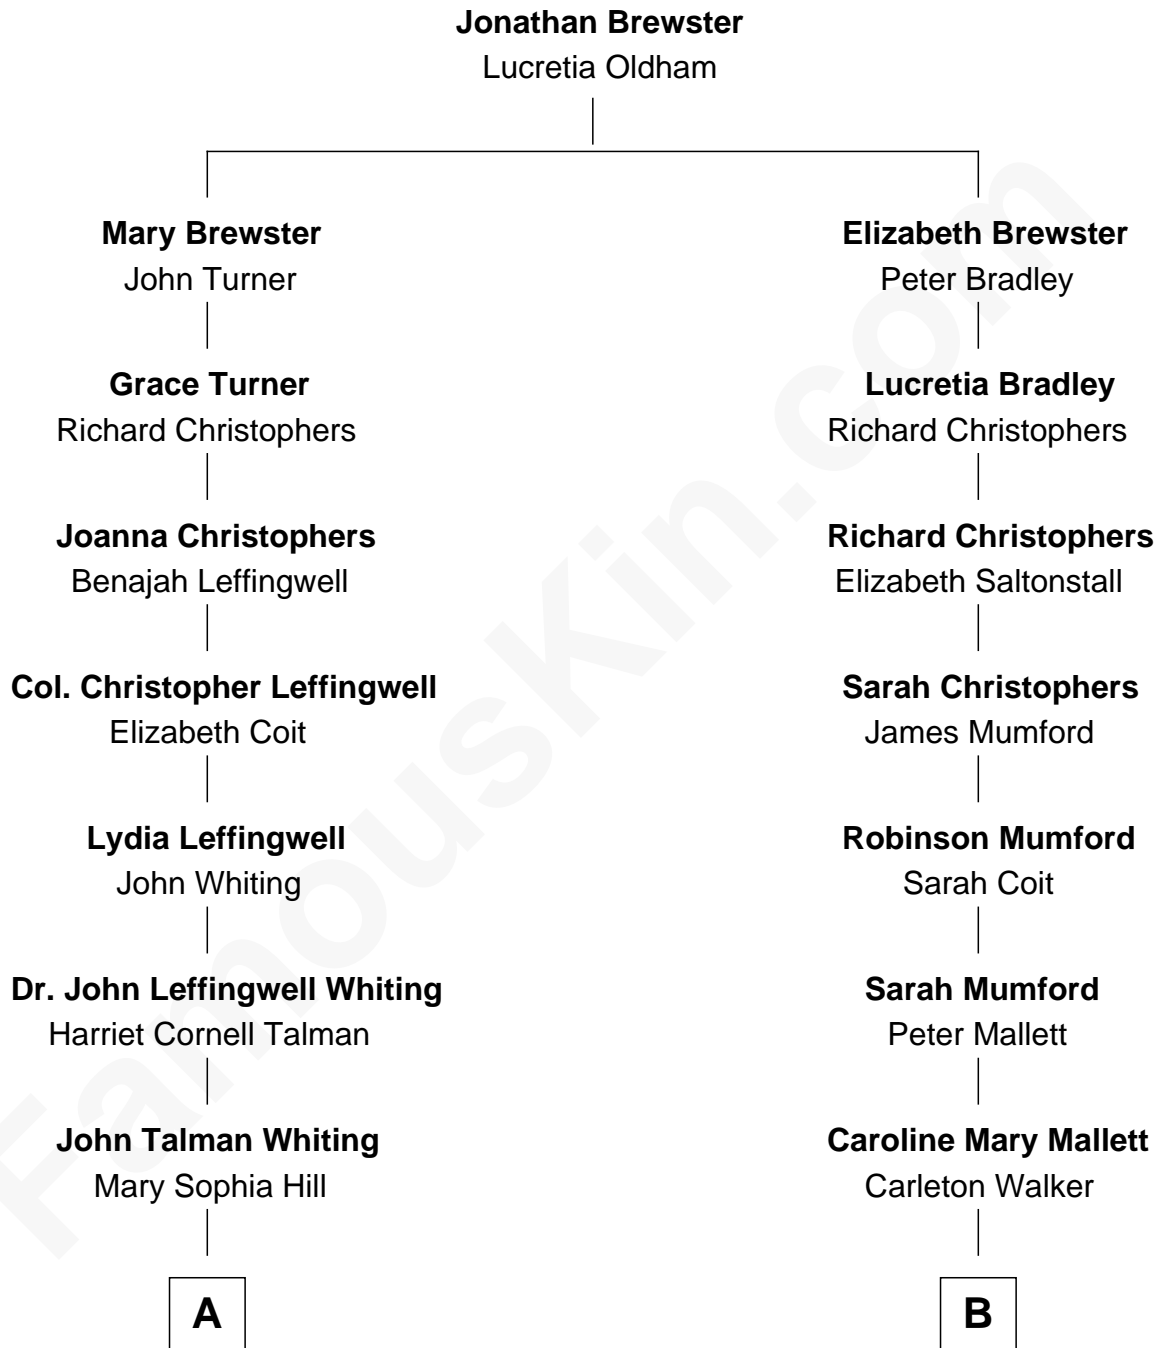 Jonathan Brewster
Lucretia Oldham
Mary Brewster
John Turner
Elizabeth Brewster
Peter Bradley
Grace Turner
Richard Christophers
Lucretia Bradley
Richard Christophers
Joanna Christophers
Benajah Leffingwell
Richard Christophers
Elizabeth Saltonstall
Col. Christopher Leffingwell
Elizabeth Coit
Sarah Christophers
James Mumford
Lydia Leffingwell
John Whiting
Robinson Mumford
Sarah Coit
Dr. John Leffingwell Whiting
Harriet Cornell Talman
Sarah Mumford
Peter Mallett
John Talman Whiting
Mary Sophia Hill
Caroline Mary Mallett
Carleton Walker
A
B
FamousKin.com